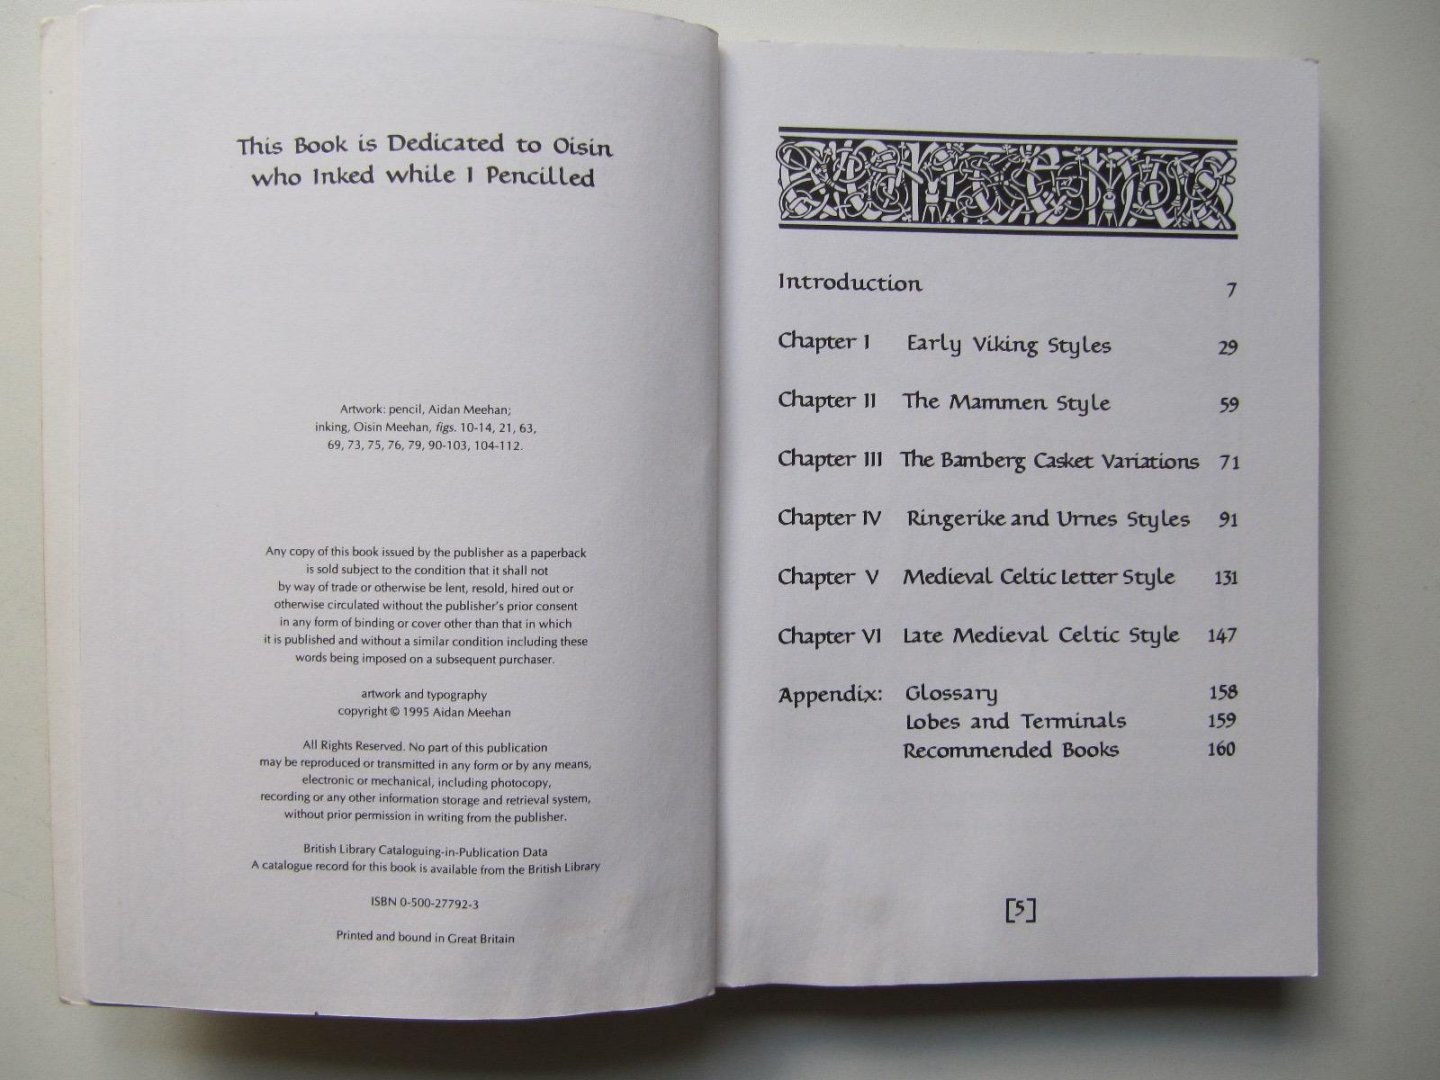 This Book is Dedicated to Oisin
who Inked while I Pencilled
Artwork: pencil, Aidan Meehan;
inking, Oisin Meehan, figs. 10-14, 21, 63,
69, 73, 75, 76, 79, 90-103, 104-112.
Any copy of this book issued by the publisher as a paperback
is sold subject to the condition that it shall not
by way of trade or otherwise be lent, resold, hired out or
otherwise circulated without the publisher's prior consent
in any form of binding or cover other than that in which
it is published and without a similar condition including these
words being imposed on a subsequent purchaser.
artwork and typography
copyright © 1995 Aidan Meehan
All Rights Reserved. No part of this publication
may be reproduced or transmitted in any form or by any means,
electronic or mechanical, including photocopy,
recording or any other information storage and retrieval system,
without prior permission in writing from the publisher.
British Library Cataloguing-in-Publication Data
A catalogue record for this book is available from the British Library
ISBN 0-500-27792-3
Printed and bound in Great Britain
CONTENTS
Introduction 7
Chapter I Early Viking Styles 29
Chapter II The Mammen Style 59
Chapter III The Bamberg Casket Variations 71
Chapter IV Ringerike and Urnes Styles 91
Chapter V Medieval Celtic Letter Style 131
Chapter VI Late Medieval Celtic Style 147
Appendix: Glossary 158
Lobes and Terminals 159
Recommended Books 160
[5]